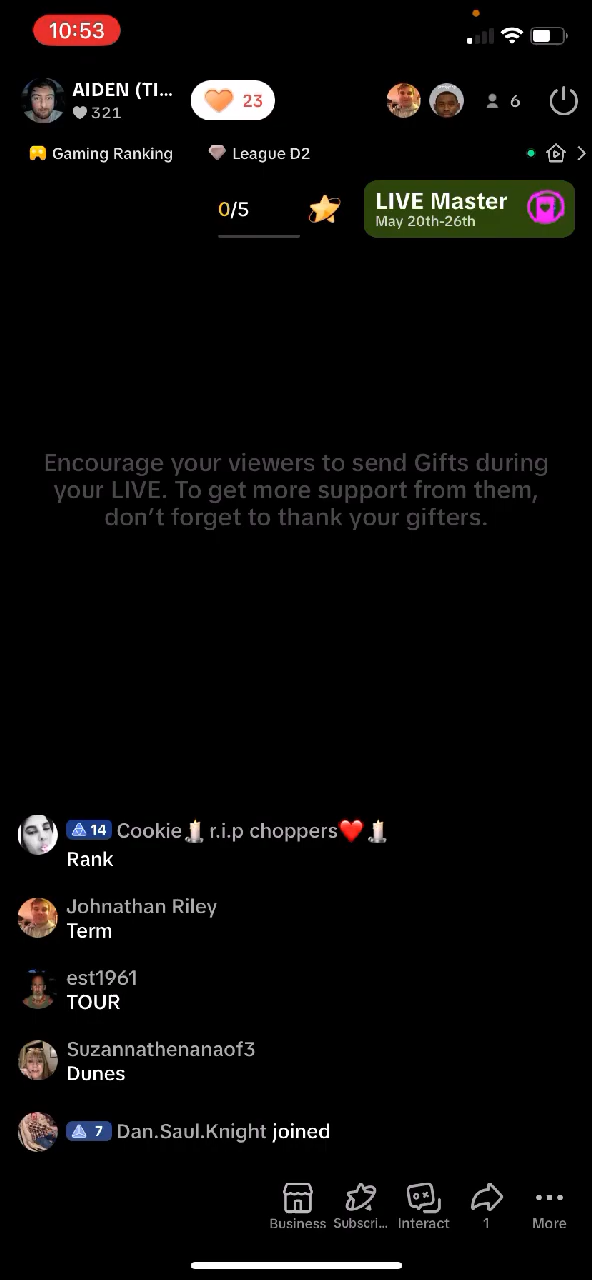 10:53
AIDEN (TI...
321
23
6
Gaming Ranking
League D2
0/5
LIVE Master
May 20th-26th
Encourage your viewers to send Gifts during
your LIVE. To get more support from them,
don't forget to thank your gifters.
14 Cookie🕯️r.i.p choppers❤️🕯️
Rank
Johnathan Riley
Term
est1961
TOUR
Suzannathenanaof3
Dunes
7 Dan.Saul.Knight joined
Business
Subscri...
Interact
1
More